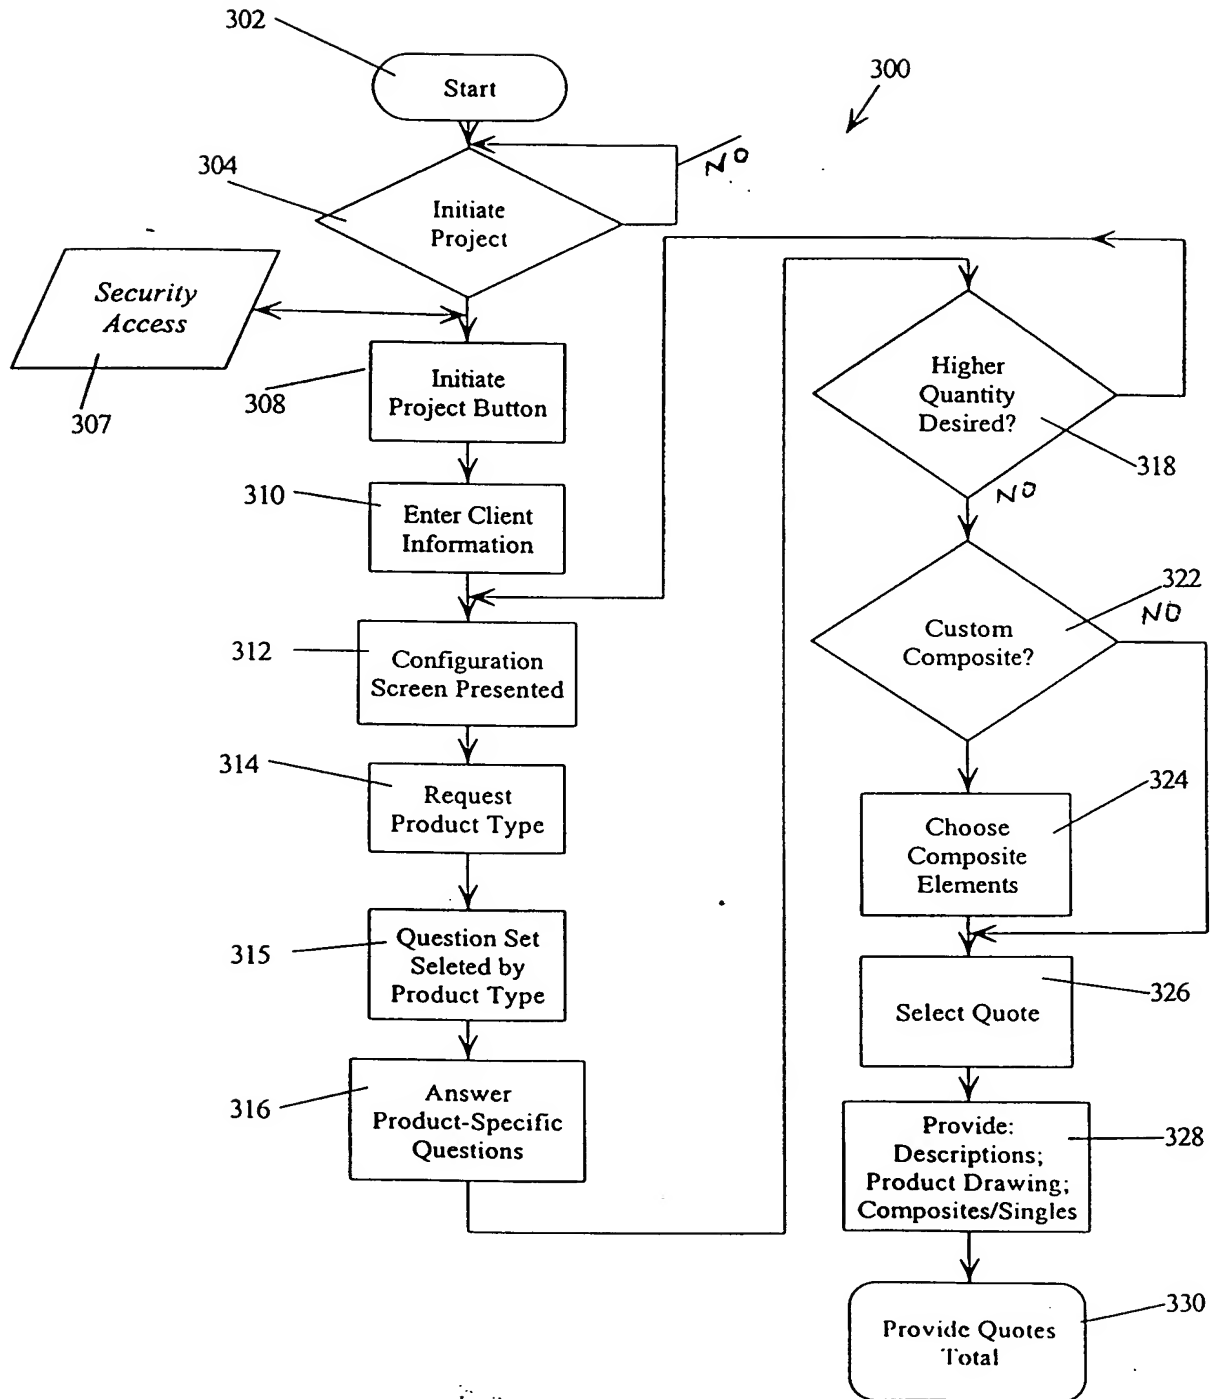 302
Start
300
NO
304
Initiate
Project
Security
Access
307
308
Initiate
Project Button
310
Enter Client
Information
312
Configuration
Screen Presented
314
Request
Product Type
315
Question Set
Seleted by
Product Type
316
Answer
Product-Specific
Questions
Higher
Quantity
Desired?
318
NO
322
NO
Custom
Composite?
324
Choose
Composite
Elements
326
Select Quote
328
Provide:
Descriptions;
Product Drawing;
Composites/Singles
330
Provide Quotes
Total